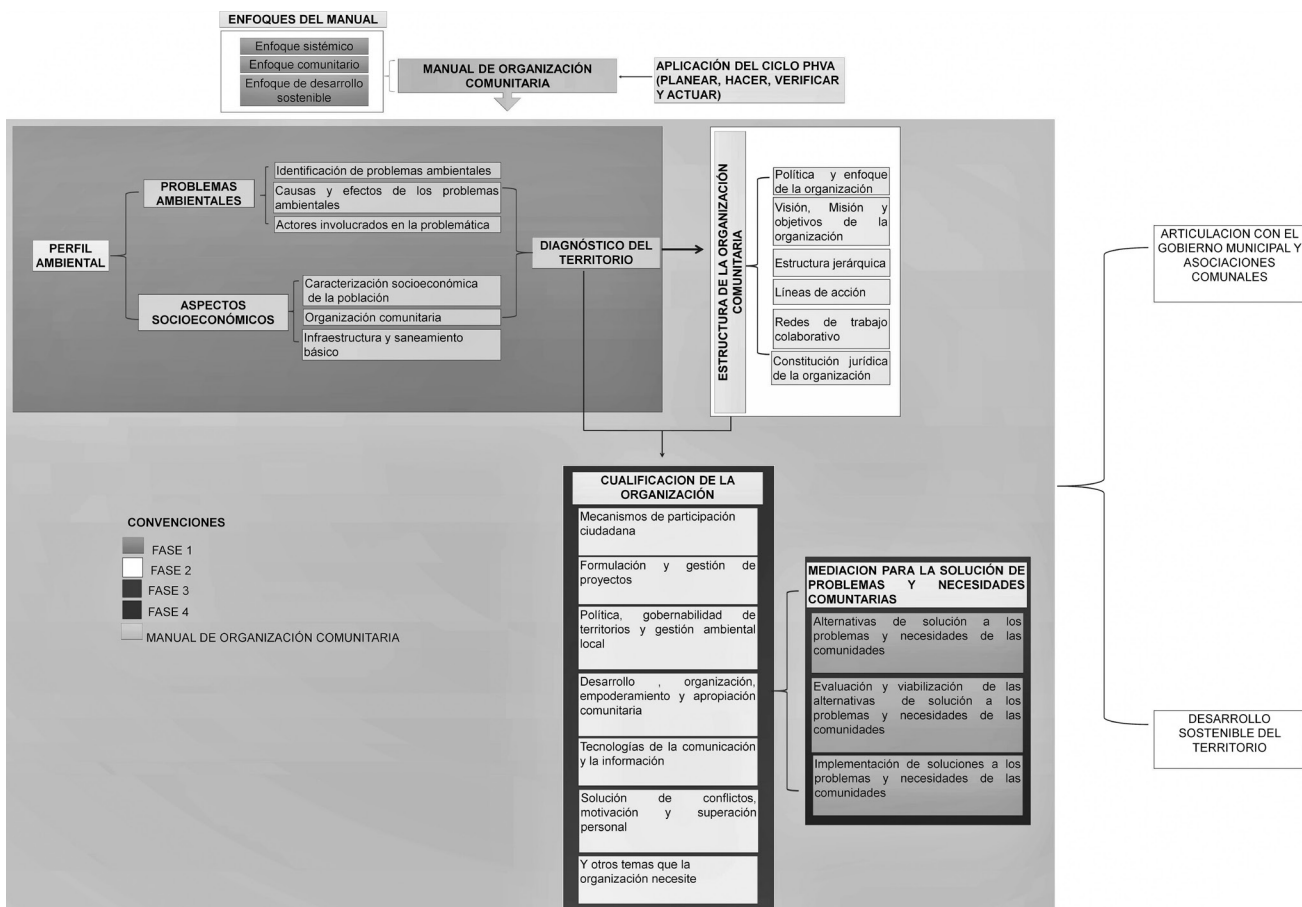 ENFOQUES DEL MANUAL
Enfoque sistémico
Enfoque comunitario
Enfoque de desarrollo
sostenible
MANUAL DE ORGANIZACIÓN
COMUNITARIA
APLICACIÓN DEL CICLO PHVA
(PLANEAR, HACER, VERIFICAR
Y ACTUAR)
PERFIL
AMBIENTAL
PROBLEMAS
AMBIENTALES
Identificación de problemas ambientales
Causas y efectos de los problemas
ambientales
Actores involucrados en la problemática
ASPECTOS
SOCIOECONÓMICOS
Caracterización socioeconómica
de la población
Organización comunitaria
Infraestructura y saneamiento
básico
DIAGNÓSTICO DEL
TERRITORIO
ESTRUCTURA DE LA ORGANIZACIÓN
COMUNITARIA
Política y enfoque
de la organización
Visión, Misión y
objetivos de la
organización
Estructura jerárquica
Líneas de acción
Redes de trabajo
colaborativo
Constitución jurídica
de la organización
ARTICULACION CON EL
GOBIERNO MUNICIPAL Y
ASOCIACIONES
COMUNALES
CONVENCIONES
FASE 1
FASE 2
FASE 3
FASE 4
MANUAL DE ORGANIZACIÓN COMUNITARIA
CUALIFICACION DE LA
ORGANIZACIÓN
Mecanismos de participación
ciudadana
Formulación y gestión de
proyectos
Política, gobernabilidad de
territorios y gestión ambiental
local
Desarrollo , organización,
empoderamiento y apropiación
comunitaria
Tecnologías de la comunicación
y la información
Solución de conflictos,
motivación y superación
personal
Y otros temas que la
organización necesite
MEDIACION PARA LA SOLUCIÓN DE
PROBLEMAS Y NECESIDADES
COMUNTARIAS
Alternativas de solución a los
problemas y necesidades de las
comunidades
Evaluación y viabilización de las
alternativas de solución a los
problemas y necesidades de las
comunidades
Implementación de soluciones a los
problemas y necesidades de las
comunidades
DESARROLLO
SOSTENIBLE DEL
TERRITORIO